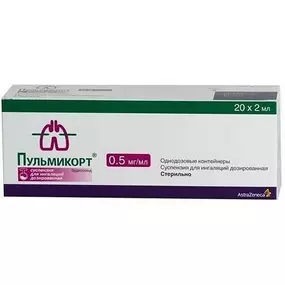 20 x 2 мл
Пульмикорт®
0.5 мг/мл
суспензия
для ингаляций
дозированная
Однодозовые контейнеры
Суспензия для ингаляций дозированная
Стерильно
AstraZeneca